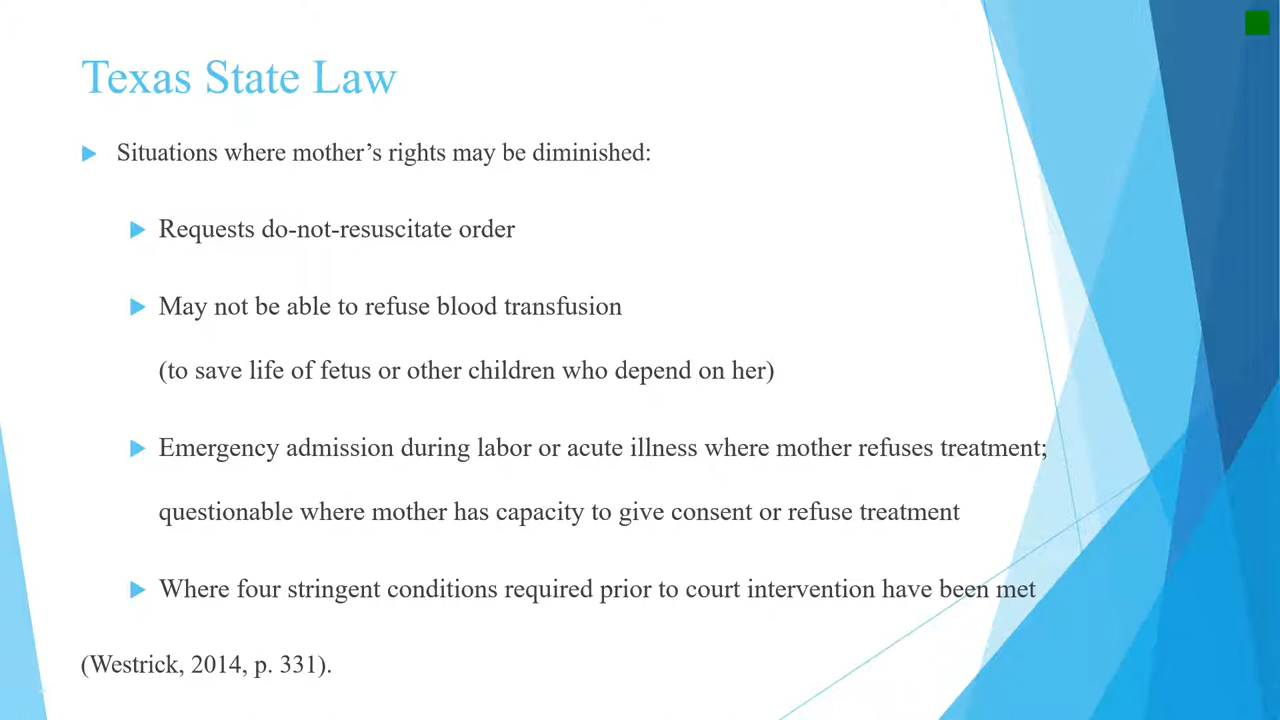 Texas State Law
Situations where mother’s rights may be diminished:
Requests do-not-resuscitate order
May not be able to refuse blood transfusion
(to save life of fetus or other children who depend on her)
Emergency admission during labor or acute illness where mother refuses treatment;
questionable where mother has capacity to give consent or refuse treatment
Where four stringent conditions required prior to court intervention have been met
(Westrick, 2014, p. 331).